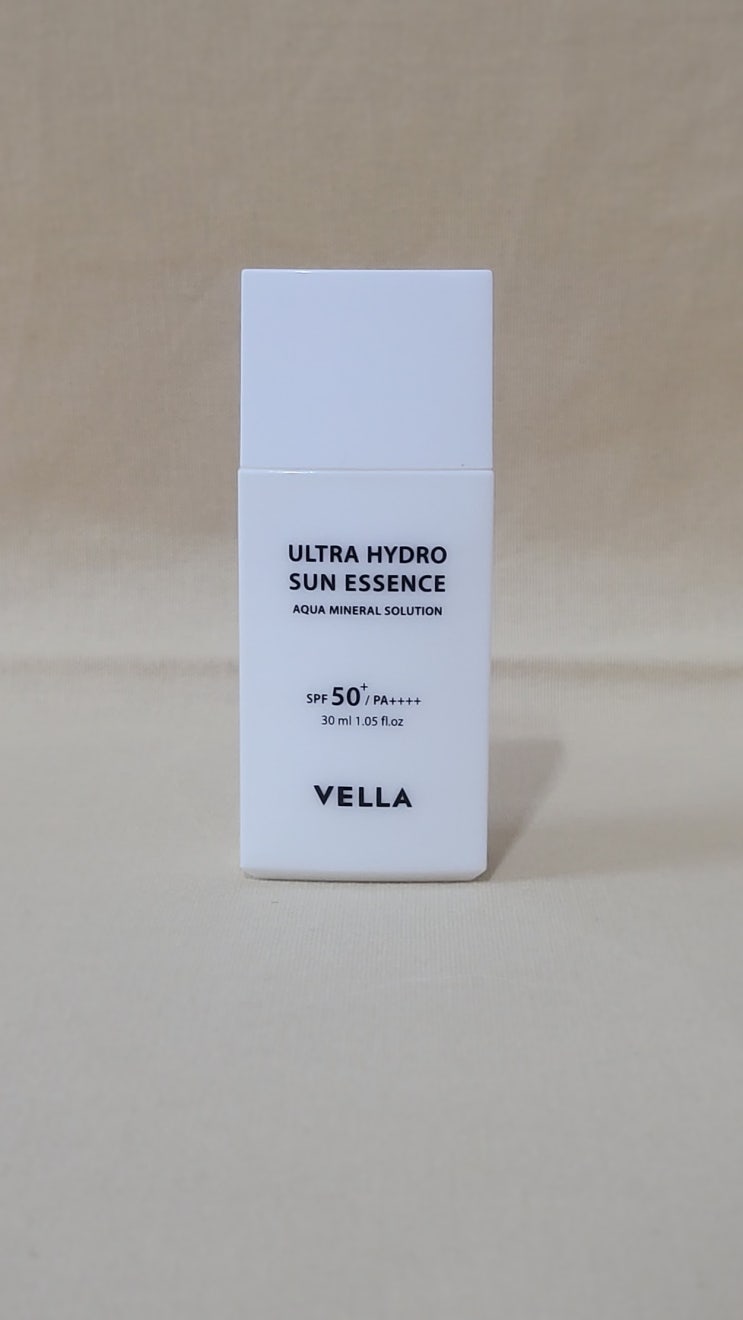 ULTRA HYDRO
SUN ESSENCE
AQUA MINERAL SOLUTION
SPF 50+ / PA++++
30 ml 1.05 fl.oz
VELLA